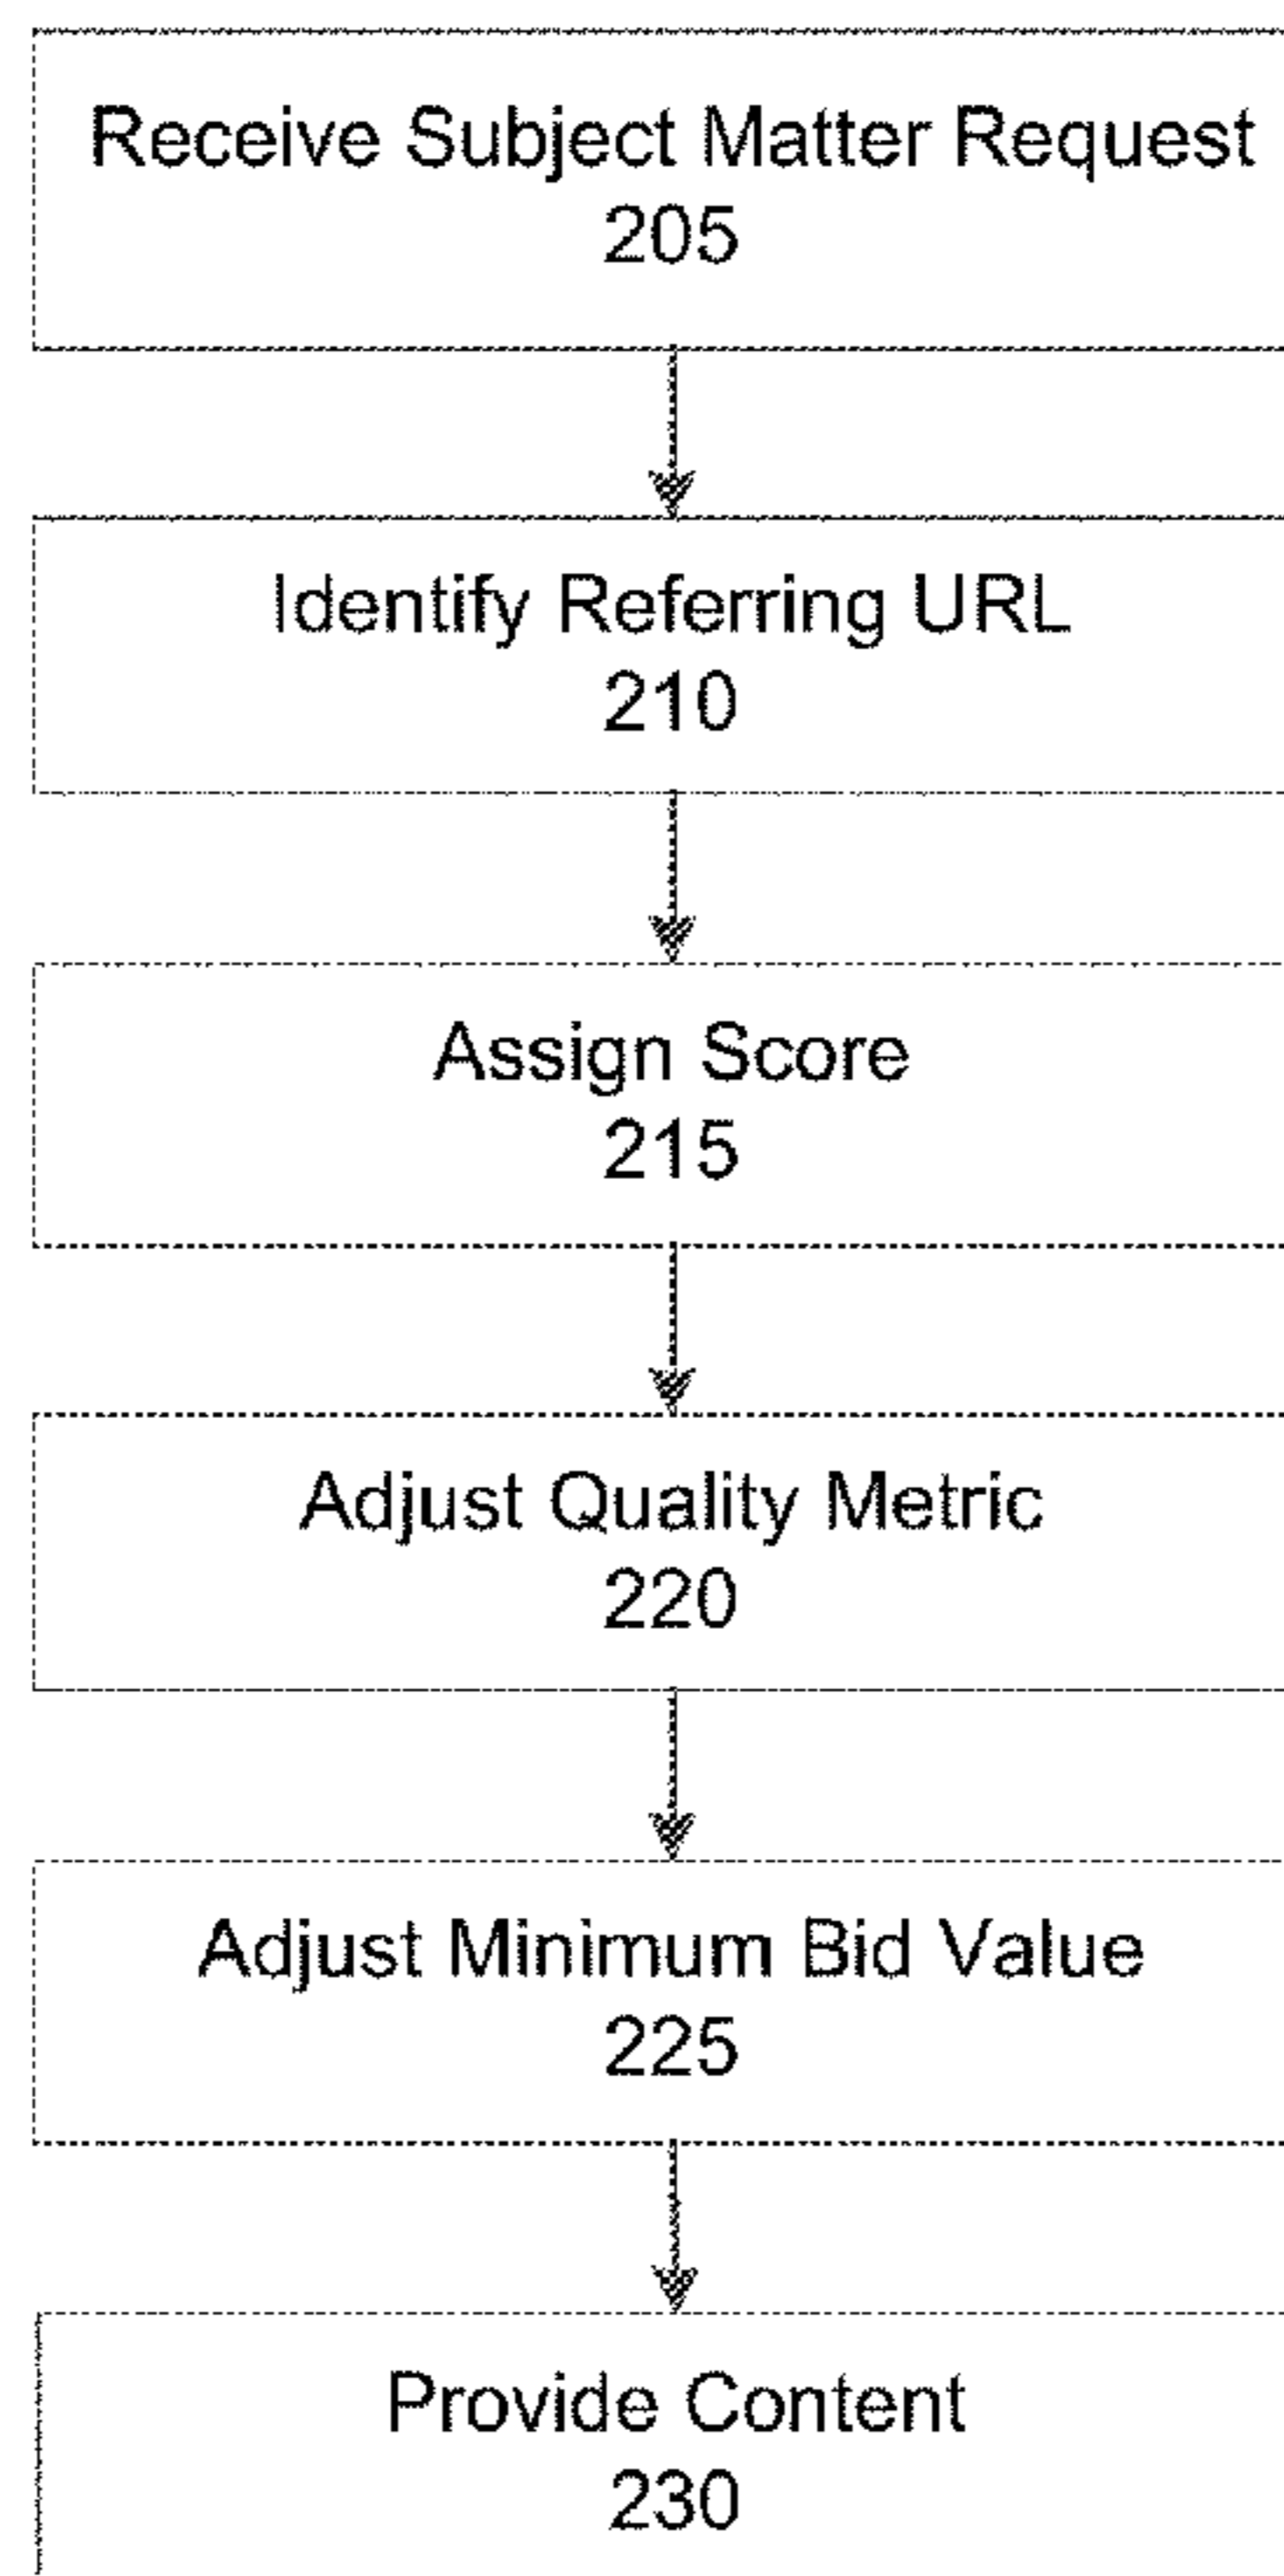 Receive Subject Matter Request
205
Identify Referring URL
210
Assign Score
215
Adjust Quality Metric
220
Adjust Minimum Bid Value
225
Provide Content
230